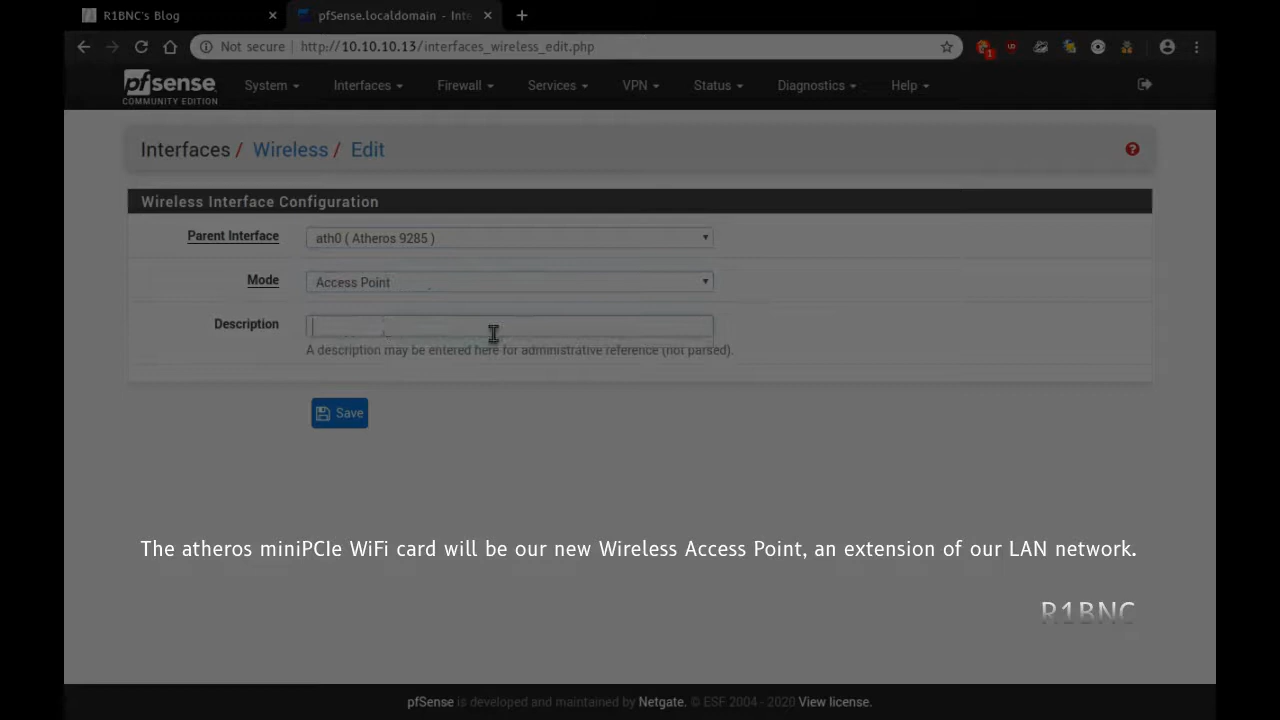 R1BNC's Blog
pfSense.localdomain - Inte
Not secure | http://10.10.10.13/interfaces_wireless_edit.php
1
pfsense
COMMUNITY EDITION
System Interfaces Firewall Services VPN Status Diagnostics Help
Interfaces / Wireless / Edit
Wireless Interface Configuration
Parent Interface ath0 ( Atheros 9285 )
Mode Access Point
Description
A description may be entered here for administrative reference (not parsed).
Save
The atheros miniPCIe WiFi card will be our new Wireless Access Point, an extension of our LAN network.
R1BNC
pfSense is developed and maintained by Netgate. © ESF 2004 - 2020 View license.